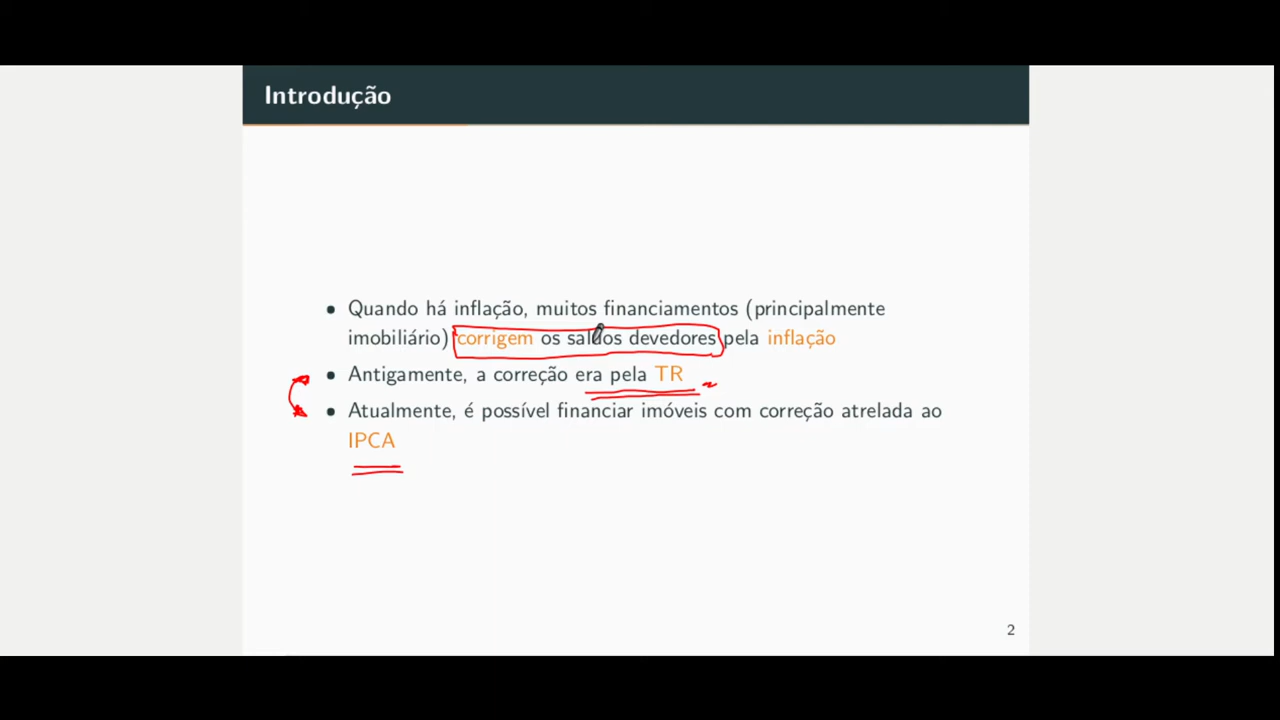 Introdução
• Quando há inflação, muitos financiamentos (principalmente
imobiliário) corrigem os saldos devedores pela inflação
• Antigamente, a correção era pela TR
• Atualmente, é possível financiar imóveis com correção atrelada ao
IPCA
2